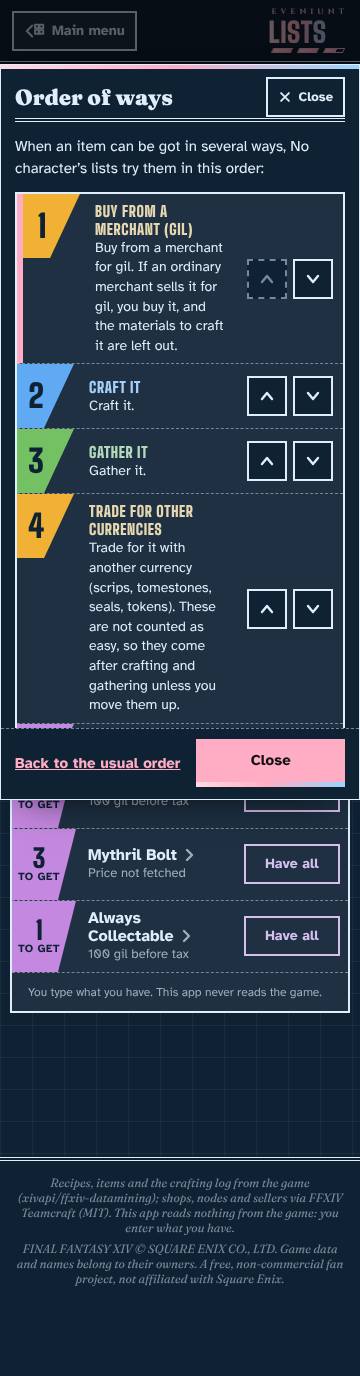 Main menu
EVENIUNT
LISTS
Order of ways
Close
When an item can be got in several ways, No
character’s lists try them in this order:
1
BUY FROM A
MERCHANT (GIL)
Buy from a merchant
for gil. If an ordinary
merchant sells it for
gil, you buy it, and
the materials to craft
it are left out.
2
CRAFT IT
Craft it.
3
GATHER IT
Gather it.
4
TRADE FOR OTHER
CURRENCIES
Trade for it with
another currency
(scrips, tomestones,
seals, tokens). These
are not counted as
easy, so they come
after crafting and
gathering unless you
move them up.
Back to the usual order
Close
TO GET
100 gil before tax
3
TO GET
Mythril Bolt
Price not fetched
Have all
1
TO GET
Always
Collectable
100 gil before tax
Have all
You type what you have. This app never reads the game.
Recipes, items and the crafting log from the game
(xivapi/ffxiv-datamining); shops, nodes and sellers via FFXIV
Teamcraft (MIT). This app reads nothing from the game: you
enter what you have.
FINAL FANTASY XIV © SQUARE ENIX CO., LTD. Game data
and names belong to their owners. A free, non-commercial fan
project, not affiliated with Square Enix.